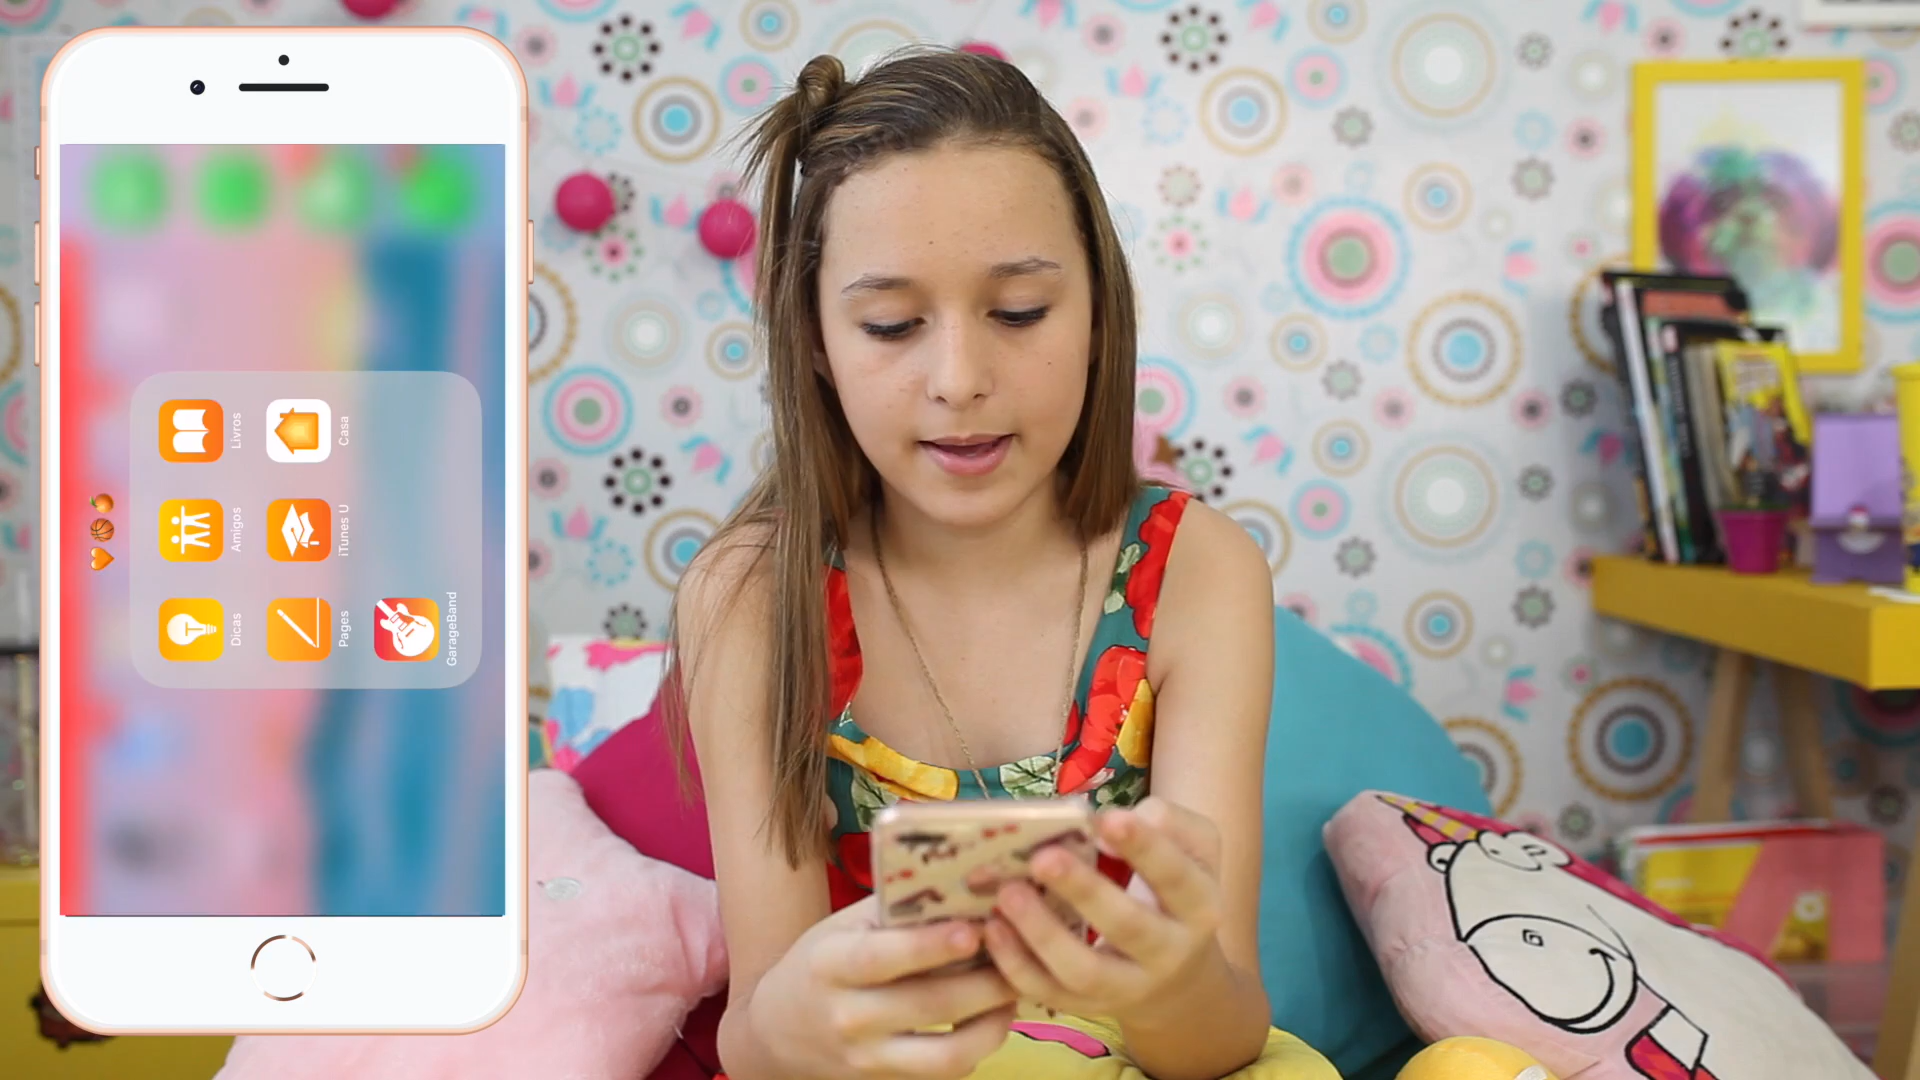 🧡🏀🍊
Livros
Amigos
Dicas
Casa
iTunes U
Pages
GarageBand